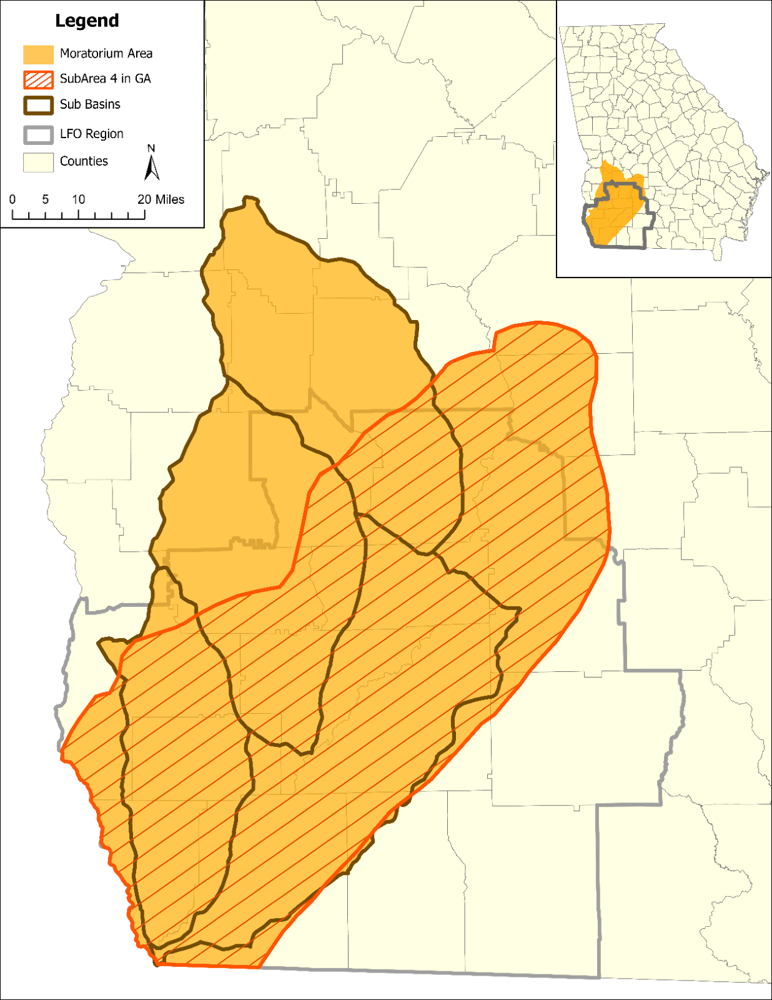 Legend
Moratorium Area
SubArea 4 in GA
Sub Basins
LFO Region
Counties
N
0 5 10 20 Miles